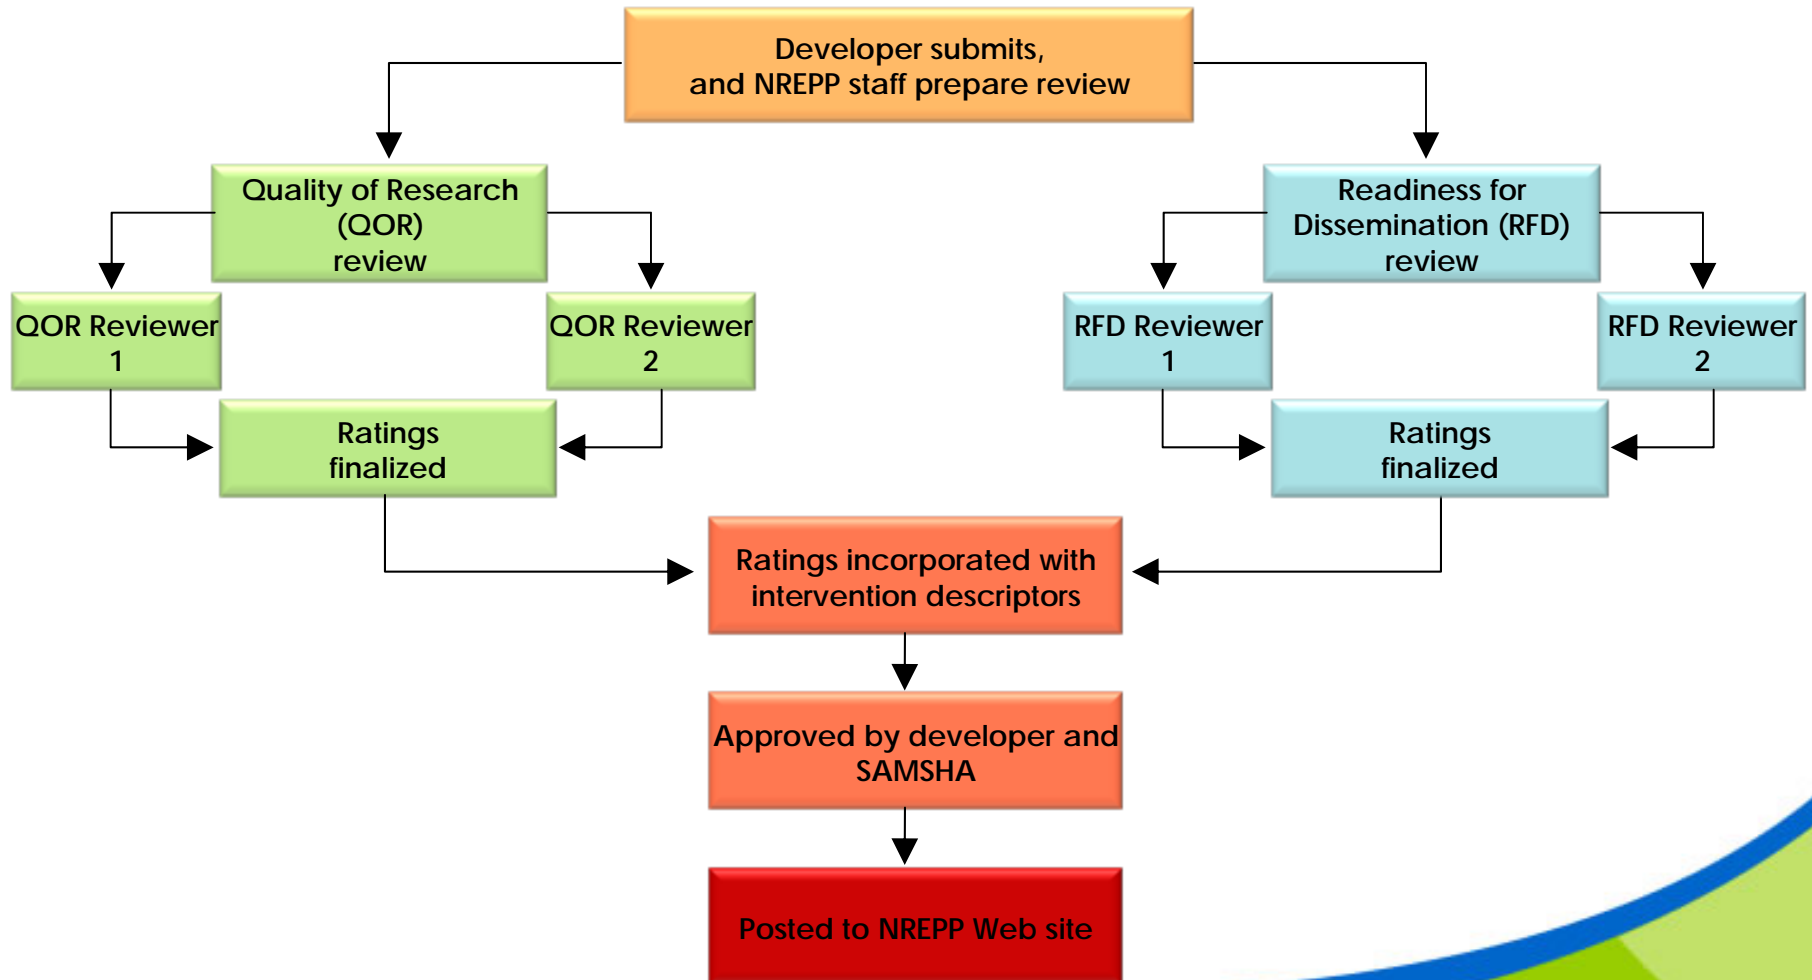 Developer submits,
and NREPP staff prepare review
Quality of Research
(QOR)
review
Readiness for
Dissemination (RFD)
review
QOR Reviewer
1
QOR Reviewer
2
RFD Reviewer
1
RFD Reviewer
2
Ratings
finalized
Ratings
finalized
Ratings incorporated with
intervention descriptors
Approved by developer and
SAMSHA
Posted to NREPP Web site